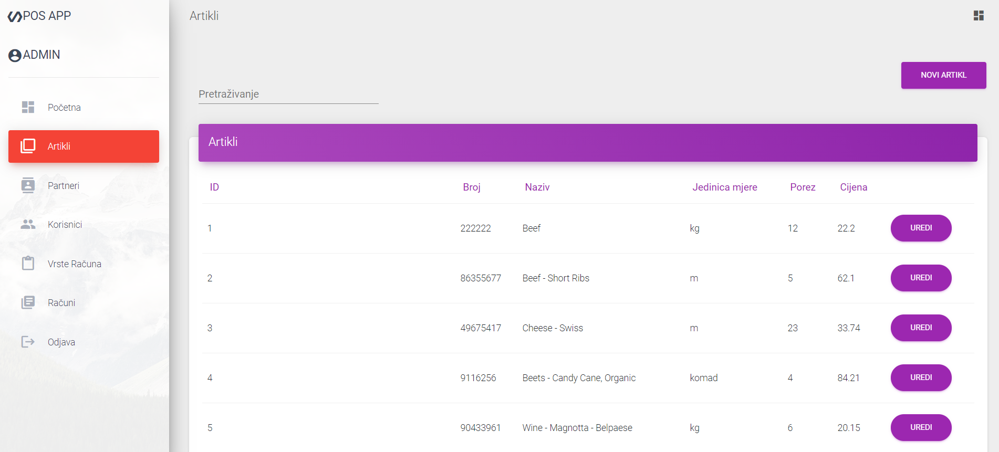 POS APP
ADMIN
Početna
Artikli
Partneri
Korisnici
Vrste Računa
Računi
Odjava
Artikli
NOVI ARTIKL
Pretraživanje
Artikli
ID Broj Naziv Jedinica mjere Porez Cijena
1 222222 Beef kg 12 22.2 UREDI
2 86355677 Beef - Short Ribs m 5 62.1 UREDI
3 49675417 Cheese - Swiss m 23 33.74 UREDI
4 9116256 Beets - Candy Cane, Organic komad 4 84.21 UREDI
5 90433961 Wine - Magnotta - Belpaese kg 6 20.15 UREDI